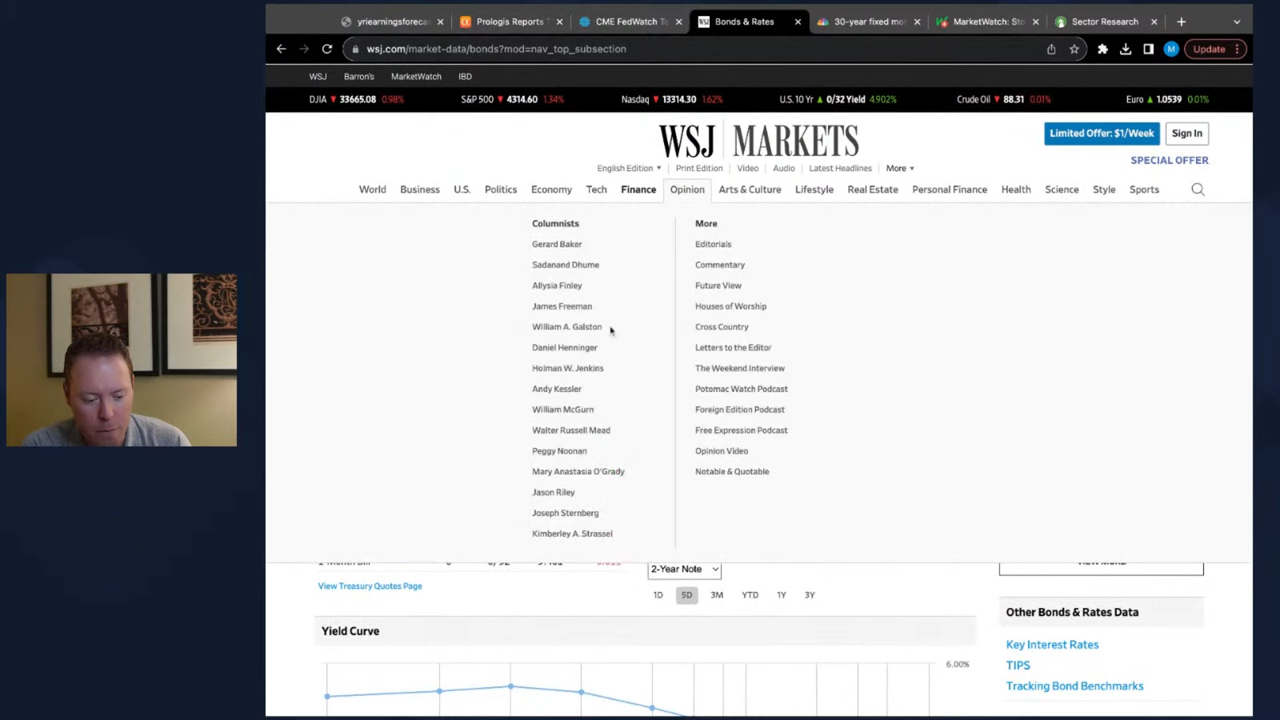 yriearningsforeca
Prologis Reports T
CME FedWatch To
Bonds & Rates
30-year fixed mo
MarketWatch: Sto
Sector Research
wsj.com/market-data/bonds?mod=nav_top_subsection
M
Update
WSJ Barron's MarketWatch IBD
DJIA 33665.08 0.98% S&P 500 4314.60 1.34% Nasdaq 13314.30 1.62% U.S. 10 Yr 0/32 Yield 4.902% Crude Oil 88.31 0.01% Euro 1.0539 0.01%
WSJ MARKETS
Limited Offer: $1/Week
Sign In
SPECIAL OFFER
English Edition Print Edition Video Audio Latest Headlines More
World Business U.S. Politics Economy Tech Finance Opinion Arts & Culture Lifestyle Real Estate Personal Finance Health Science Style Sports
Columnists
Gerard Baker
Sadanand Dhume
Allysia Finley
James Freeman
William A. Galston
Daniel Henninger
Holman W. Jenkins
Andy Kessler
William McGurn
Walter Russell Mead
Peggy Noonan
Mary Anastasia O'Grady
Jason Riley
Joseph Sternberg
Kimberley A. Strassel
More
Editorials
Commentary
Future View
Houses of Worship
Cross Country
Letters to the Editor
The Weekend Interview
Potomac Watch Podcast
Foreign Edition Podcast
Free Expression Podcast
Opinion Video
Notable & Quotable
View Treasury Quotes Page
2-Year Note
1D 5D 3M YTD 1Y 3Y
Yield Curve
6.00%
Other Bonds & Rates Data
Key Interest Rates
TIPS
Tracking Bond Benchmarks